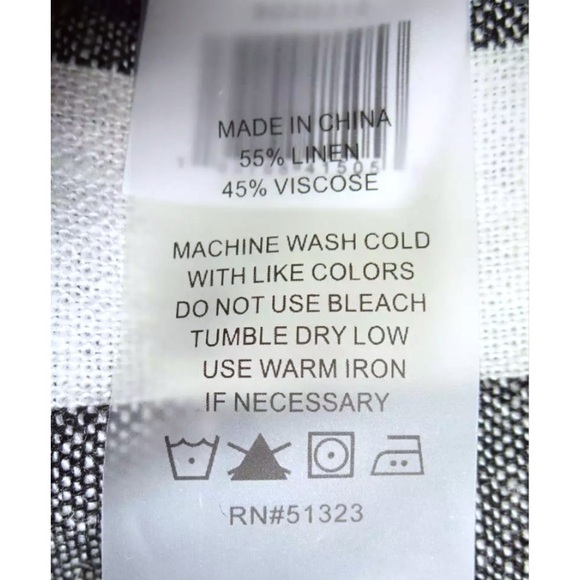 MADE IN CHINA
55% LINEN
45% VISCOSE
MACHINE WASH COLD
WITH LIKE COLORS
DO NOT USE BLEACH
TUMBLE DRY LOW
USE WARM IRON
IF NECESSARY
RN#51323